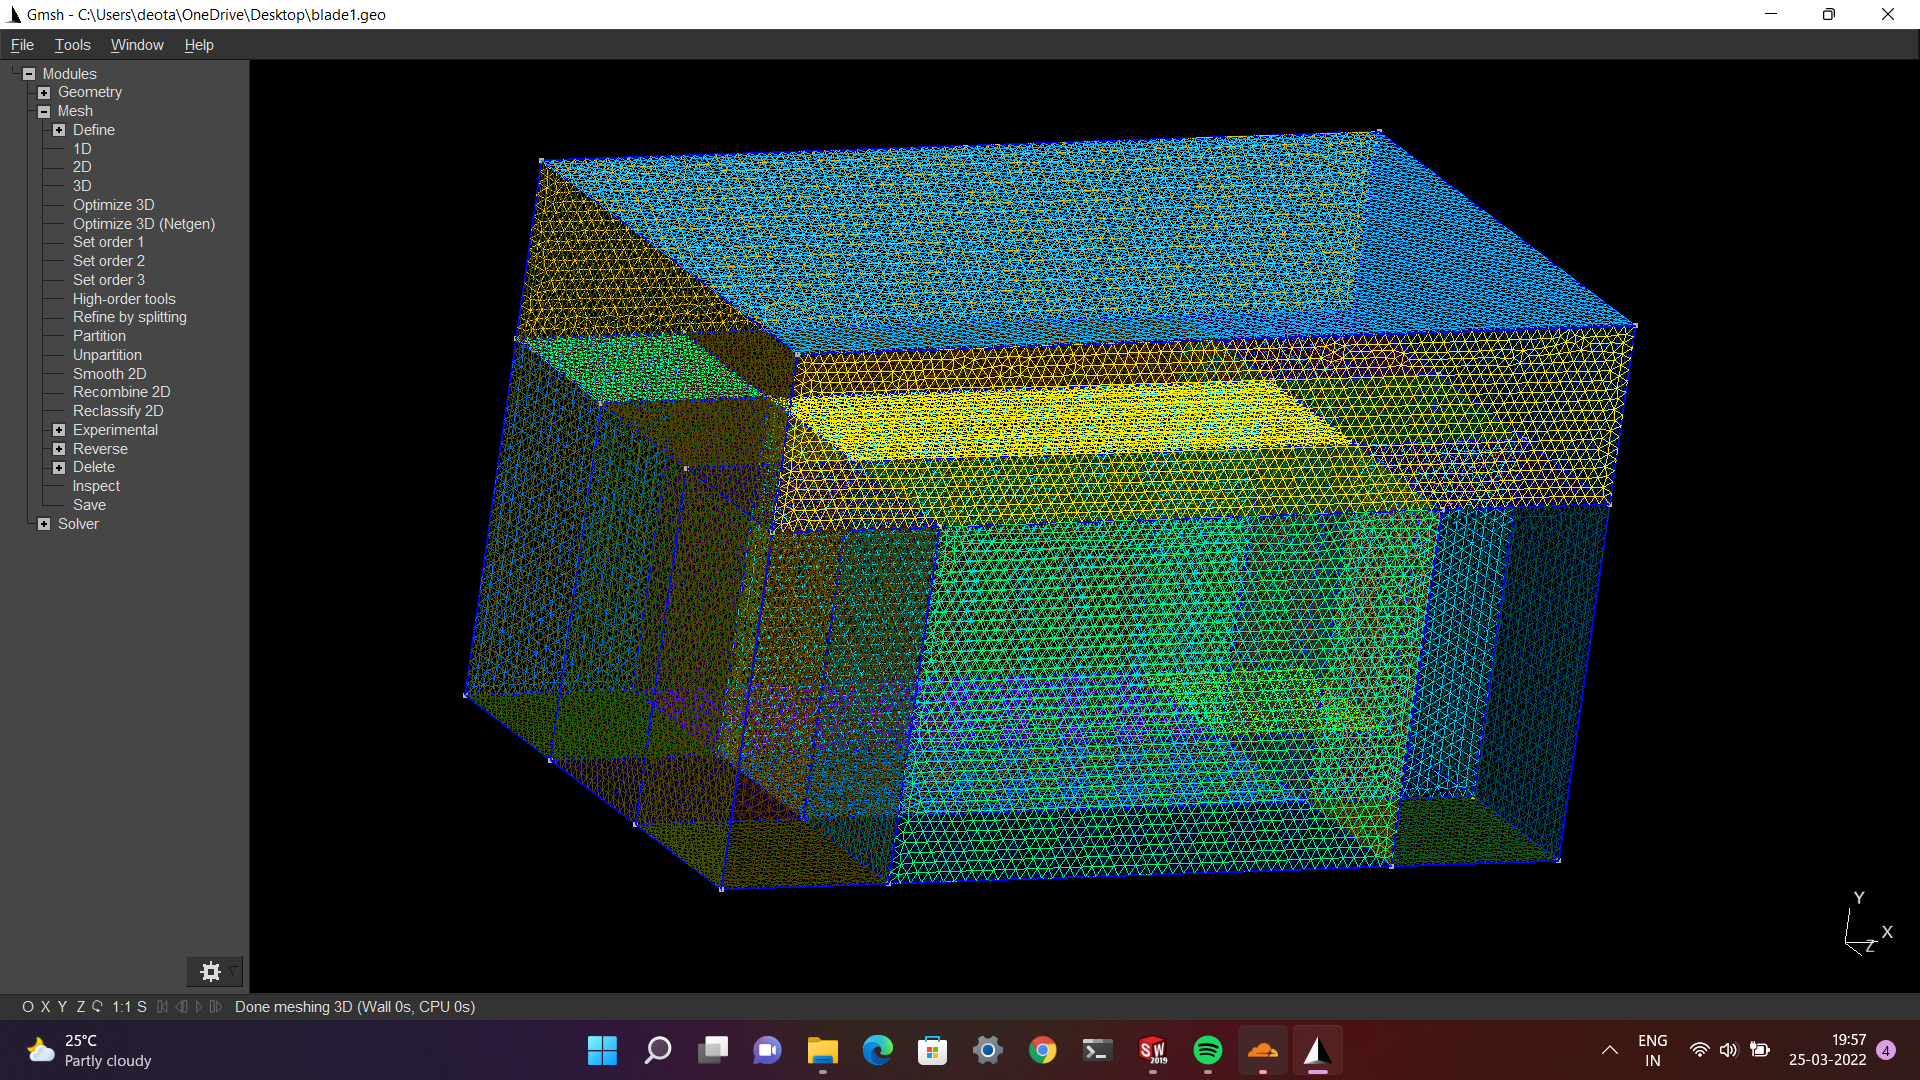 Gmsh - C:\Users\deota\OneDrive\Desktop\blade1.geo
File Tools Window Help
Modules
Geometry
Mesh
Define
1D
2D
3D
Optimize 3D
Optimize 3D (Netgen)
Set order 1
Set order 2
Set order 3
High-order tools
Refine by splitting
Partition
Unpartition
Smooth 2D
Recombine 2D
Reclassify 2D
Experimental
Reverse
Delete
Inspect
Save
Solver
Y
X
Z
O X Y Z 1:1 S Done meshing 3D (Wall 0s, CPU 0s)
25°C
Partly cloudy
SW
2019
ENG
IN
19:57
25-03-2022
4